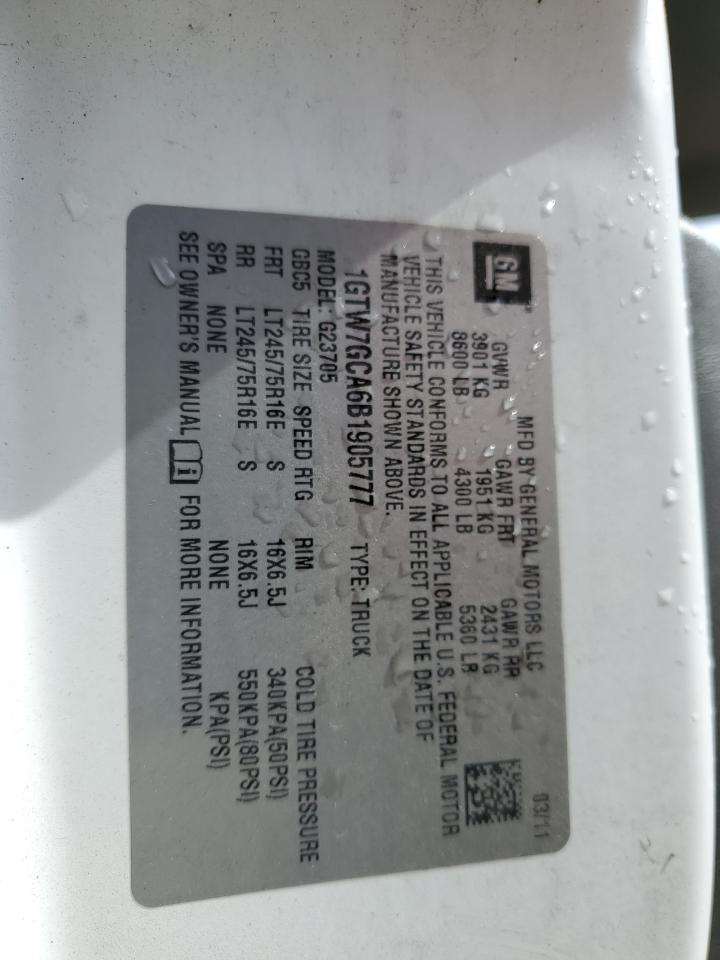 GM
MFD BY GENERAL MOTORS LLC 03/11
GVWR GAWR FRT GAWR RR
3901 KG 1951 KG 2431 KG
8600 LB 4300 LB 5360 LB
THIS VEHICLE CONFORMS TO ALL APPLICABLE U.S. FEDERAL MOTOR
VEHICLE SAFETY STANDARDS IN EFFECT ON THE DATE OF
MANUFACTURE SHOWN ABOVE.
1GTW7GCA6B1905777 TYPE: TRUCK
MODEL: G23705
GBC5 TIRE SIZE SPEED RTG RIM COLD TIRE PRESSURE
FRT LT245/75R16E S 16X6.5J 340KPA(50PSI)
RR LT245/75R16E S 16X6.5J 550KPA(80PSI)
SPA NONE NONE KPA(PSI)
SEE OWNER'S MANUAL i FOR MORE INFORMATION.